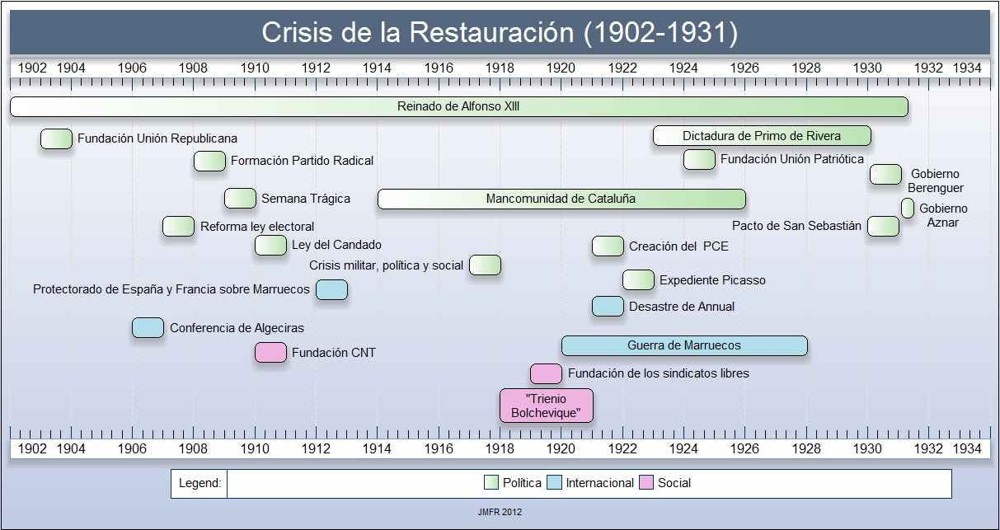 Crisis de la Restauración (1902-1931)
1902 1904 1906 1908 1910 1912 1914 1916 1918 1920 1922 1924 1926 1928 1930 1932 1934
Reinado de Alfonso XIII
Dictadura de Primo de Rivera
Fundación Unión Republicana
Fundación Unión Patriótica
Formación Partido Radical
Gobierno
Berenguer
Semana Trágica
Mancomunidad de Cataluña
Gobierno
Aznar
Reforma ley electoral
Pacto de San Sebastián
Ley del Candado
Creación del PCE
Crisis militar, política y social
Expediente Picasso
Protectorado de España y Francia sobre Marruecos
Desastre de Annual
Conferencia de Algeciras
Guerra de Marruecos
Fundación CNT
Fundación de los sindicatos libres
"Trienio
Bolchevique"
1902 1904 1906 1908 1910 1912 1914 1916 1918 1920 1922 1924 1926 1928 1930 1932 1934
Legend: Política Internacional Social
JMFR 2012